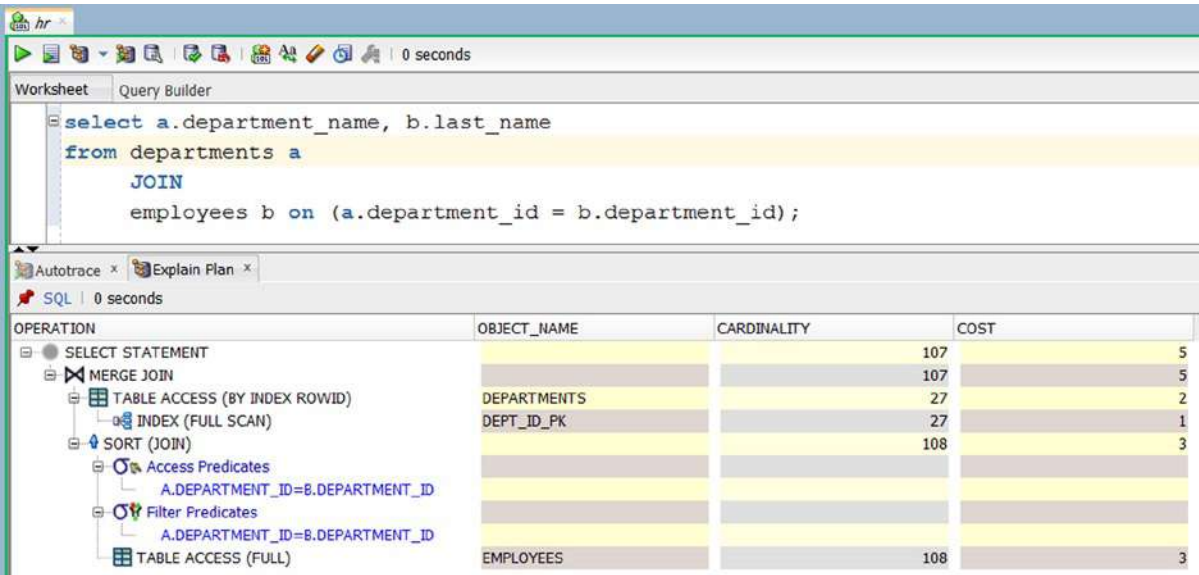 hr
0 seconds
Worksheet Query Builder
select a.department_name, b.last_name
from departments a
JOIN
employees b on (a.department_id = b.department_id);
Autotrace Explain Plan
SQL 0 seconds
OPERATION OBJECT_NAME CARDINALITY COST
SELECT STATEMENT 107 5
MERGE JOIN 107 5
TABLE ACCESS (BY INDEX ROWID) DEPARTMENTS 27 2
INDEX (FULL SCAN) DEPT_ID_PK 27 1
SORT (JOIN) 108 3
Access Predicates
A.DEPARTMENT_ID=B.DEPARTMENT_ID
Filter Predicates
A.DEPARTMENT_ID=B.DEPARTMENT_ID
TABLE ACCESS (FULL) EMPLOYEES 108 3